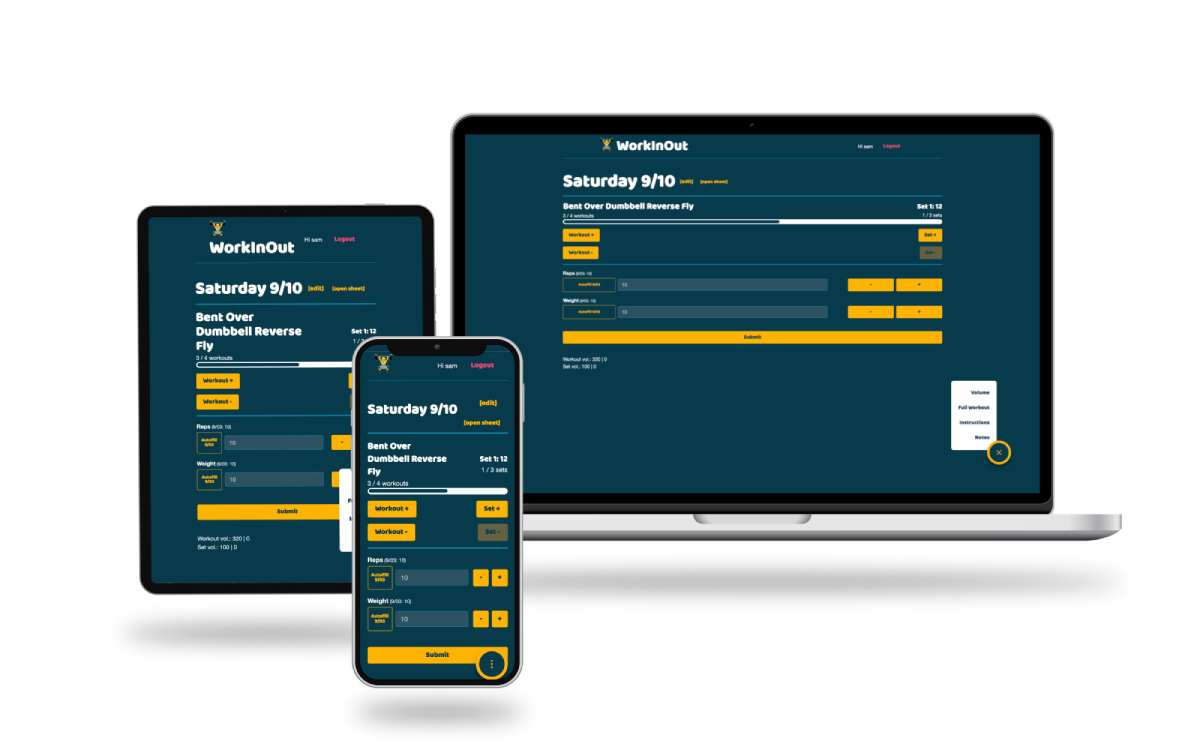 WorkInOut
Hi sam
Logout
Saturday 9/10 [edit] [open sheet]
Bent Over Dumbbell Reverse Fly
Set 1: 12
3 / 4 workouts
1 / 3 sets
Workout +
Set +
Workout -
Set -
Reps (9/03: 10)
Autofill 9/03
10
-
+
Weight (9/03: 10)
Autofill 9/03
10
-
+
Submit
Workout vol.: 320 | 0
Set vol.: 100 | 0
Volume
Full Workout
Instructions
Notes
WorkInOut
Hi sam
Logout
Saturday 9/10 [edit] [open sheet]
Bent Over
Dumbbell Reverse
Fly
Set 1: 12
3 / 4 workouts
Workout +
Workout -
Reps (9/03: 10)
Autofill
9/03
10
-
Weight (9/03: 10)
Autofill
9/03
10
Submit
Workout vol.: 320 | 0
Set vol.: 100 | 0
Hi sam
Logout
Saturday 9/10
[edit]
[open sheet]
Bent Over
Dumbbell Reverse
Fly
Set 1: 12
1 / 3 sets
3 / 4 workouts
Workout +
Set +
Workout -
Set -
Reps (9/03: 10)
Autofill
9/03
10
-
+
Weight (9/03: 10)
Autofill
9/03
10
-
+
Submit